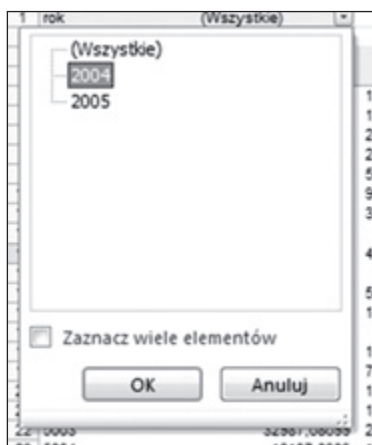 1 rok (Wszystkie)
(Wszystkie)
2004
2005
Zaznacz wiele elementów
OK Anuluj